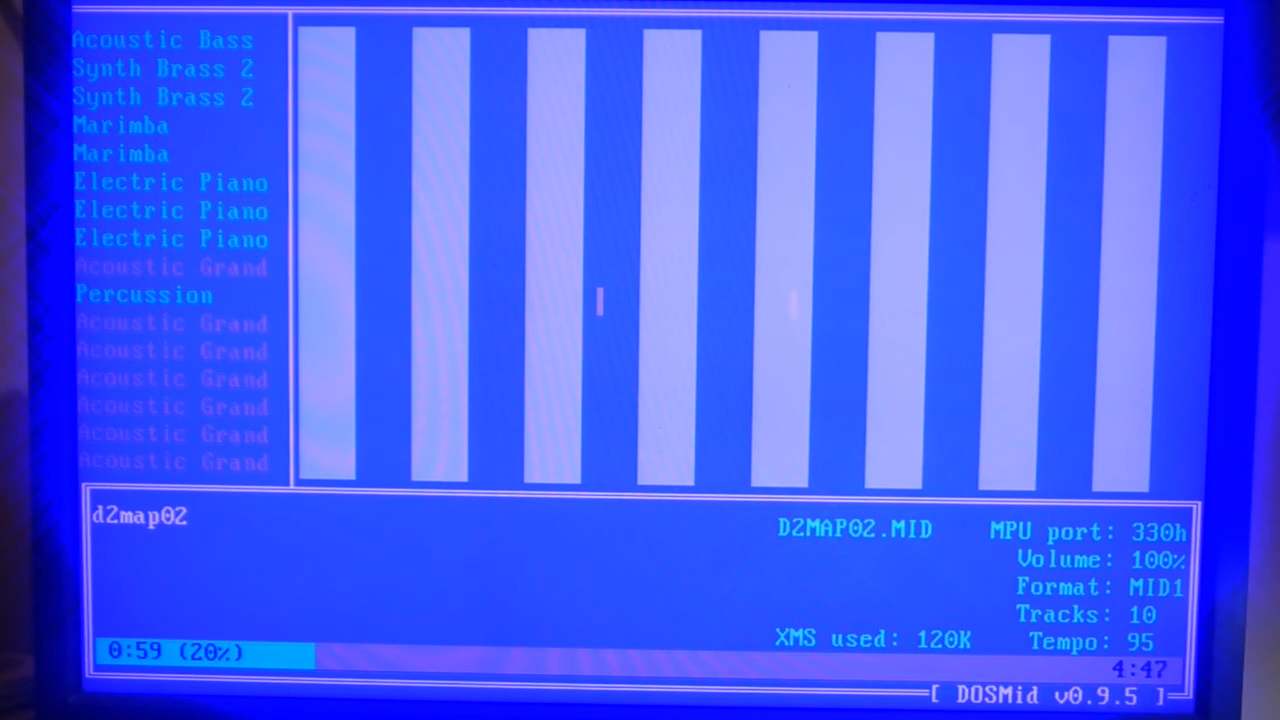 Acoustic Bass
Synth Brass 2
Synth Brass 2
Marimba
Marimba
Electric Piano
Electric Piano
Electric Piano
Acoustic Grand
Percussion
Acoustic Grand
Acoustic Grand
Acoustic Grand
Acoustic Grand
Acoustic Grand
Acoustic Grand
d2map02
D2MAP02.MID MPU port: 330h
Volume: 100%
Format: MID1
Tracks: 10
XMS used: 120K Tempo: 95
0:59 (20%) 4:47
[ DOSMid v0.9.5 ]